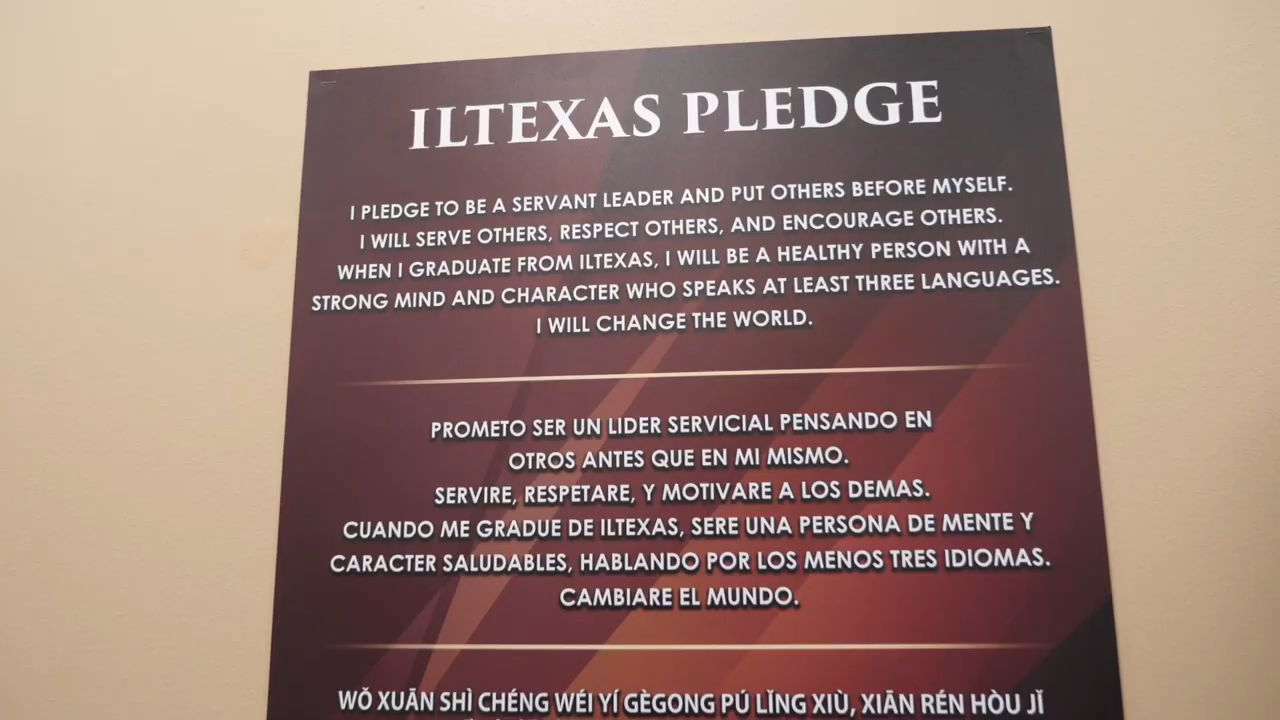 ILTEXAS PLEDGE
I PLEDGE TO BE A SERVANT LEADER AND PUT OTHERS BEFORE MYSELF.
I WILL SERVE OTHERS, RESPECT OTHERS, AND ENCOURAGE OTHERS.
WHEN I GRADUATE FROM ILTEXAS, I WILL BE A HEALTHY PERSON WITH A
STRONG MIND AND CHARACTER WHO SPEAKS AT LEAST THREE LANGUAGES.
I WILL CHANGE THE WORLD.
PROMETO SER UN LIDER SERVICIAL PENSANDO EN
OTROS ANTES QUE EN MI MISMO.
SERVIRE, RESPETARE, Y MOTIVARE A LOS DEMAS.
CUANDO ME GRADUE DE ILTEXAS, SERE UNA PERSONA DE MENTE Y
CARACTER SALUDABLES, HABLANDO POR LOS MENOS TRES IDIOMAS.
CAMBIARE EL MUNDO.
WǑ XUĀN SHÌ CHÉNG WÉI YÍ GÈGONG PÚ LǏNG XIÙ, XIĀN RÉN HÒU JǏ